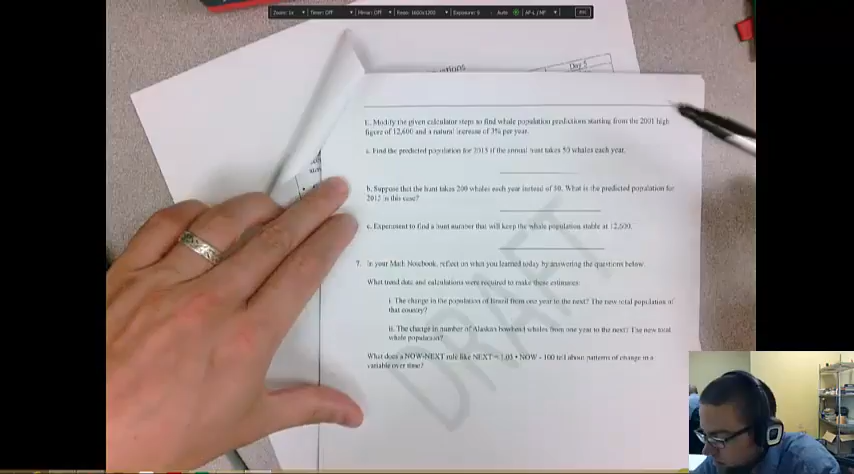 Day 5
E. Modify the given calculator steps to find whale population predictions starting from the 2001 high
figure of 12,600 and a natural increase of 3% per year.
a. Find the predicted population for 2015 if the annual hunt takes 50 whales each year.
b. Suppose that the hunt takes 200 whales each year instead of 50. What is the predicted population for
2015 in this case?
c. Experiment to find a hunt number that will keep the whale population stable at 12,600.
7. In your Math Notebook, reflect on what you learned today by answering the questions below.
What trend data and calculations were required to make these estimates:
i. The change in the population of Brazil from one year to the next? The new total population of
that country?
ii. The change in number of Alaskan bowhead whales from one year to the next? The new total
whale population?
What does a NOW-NEXT rule like NEXT = 1.03 • NOW - 100 tell about patterns of change in a
variable over time?
DRAFT